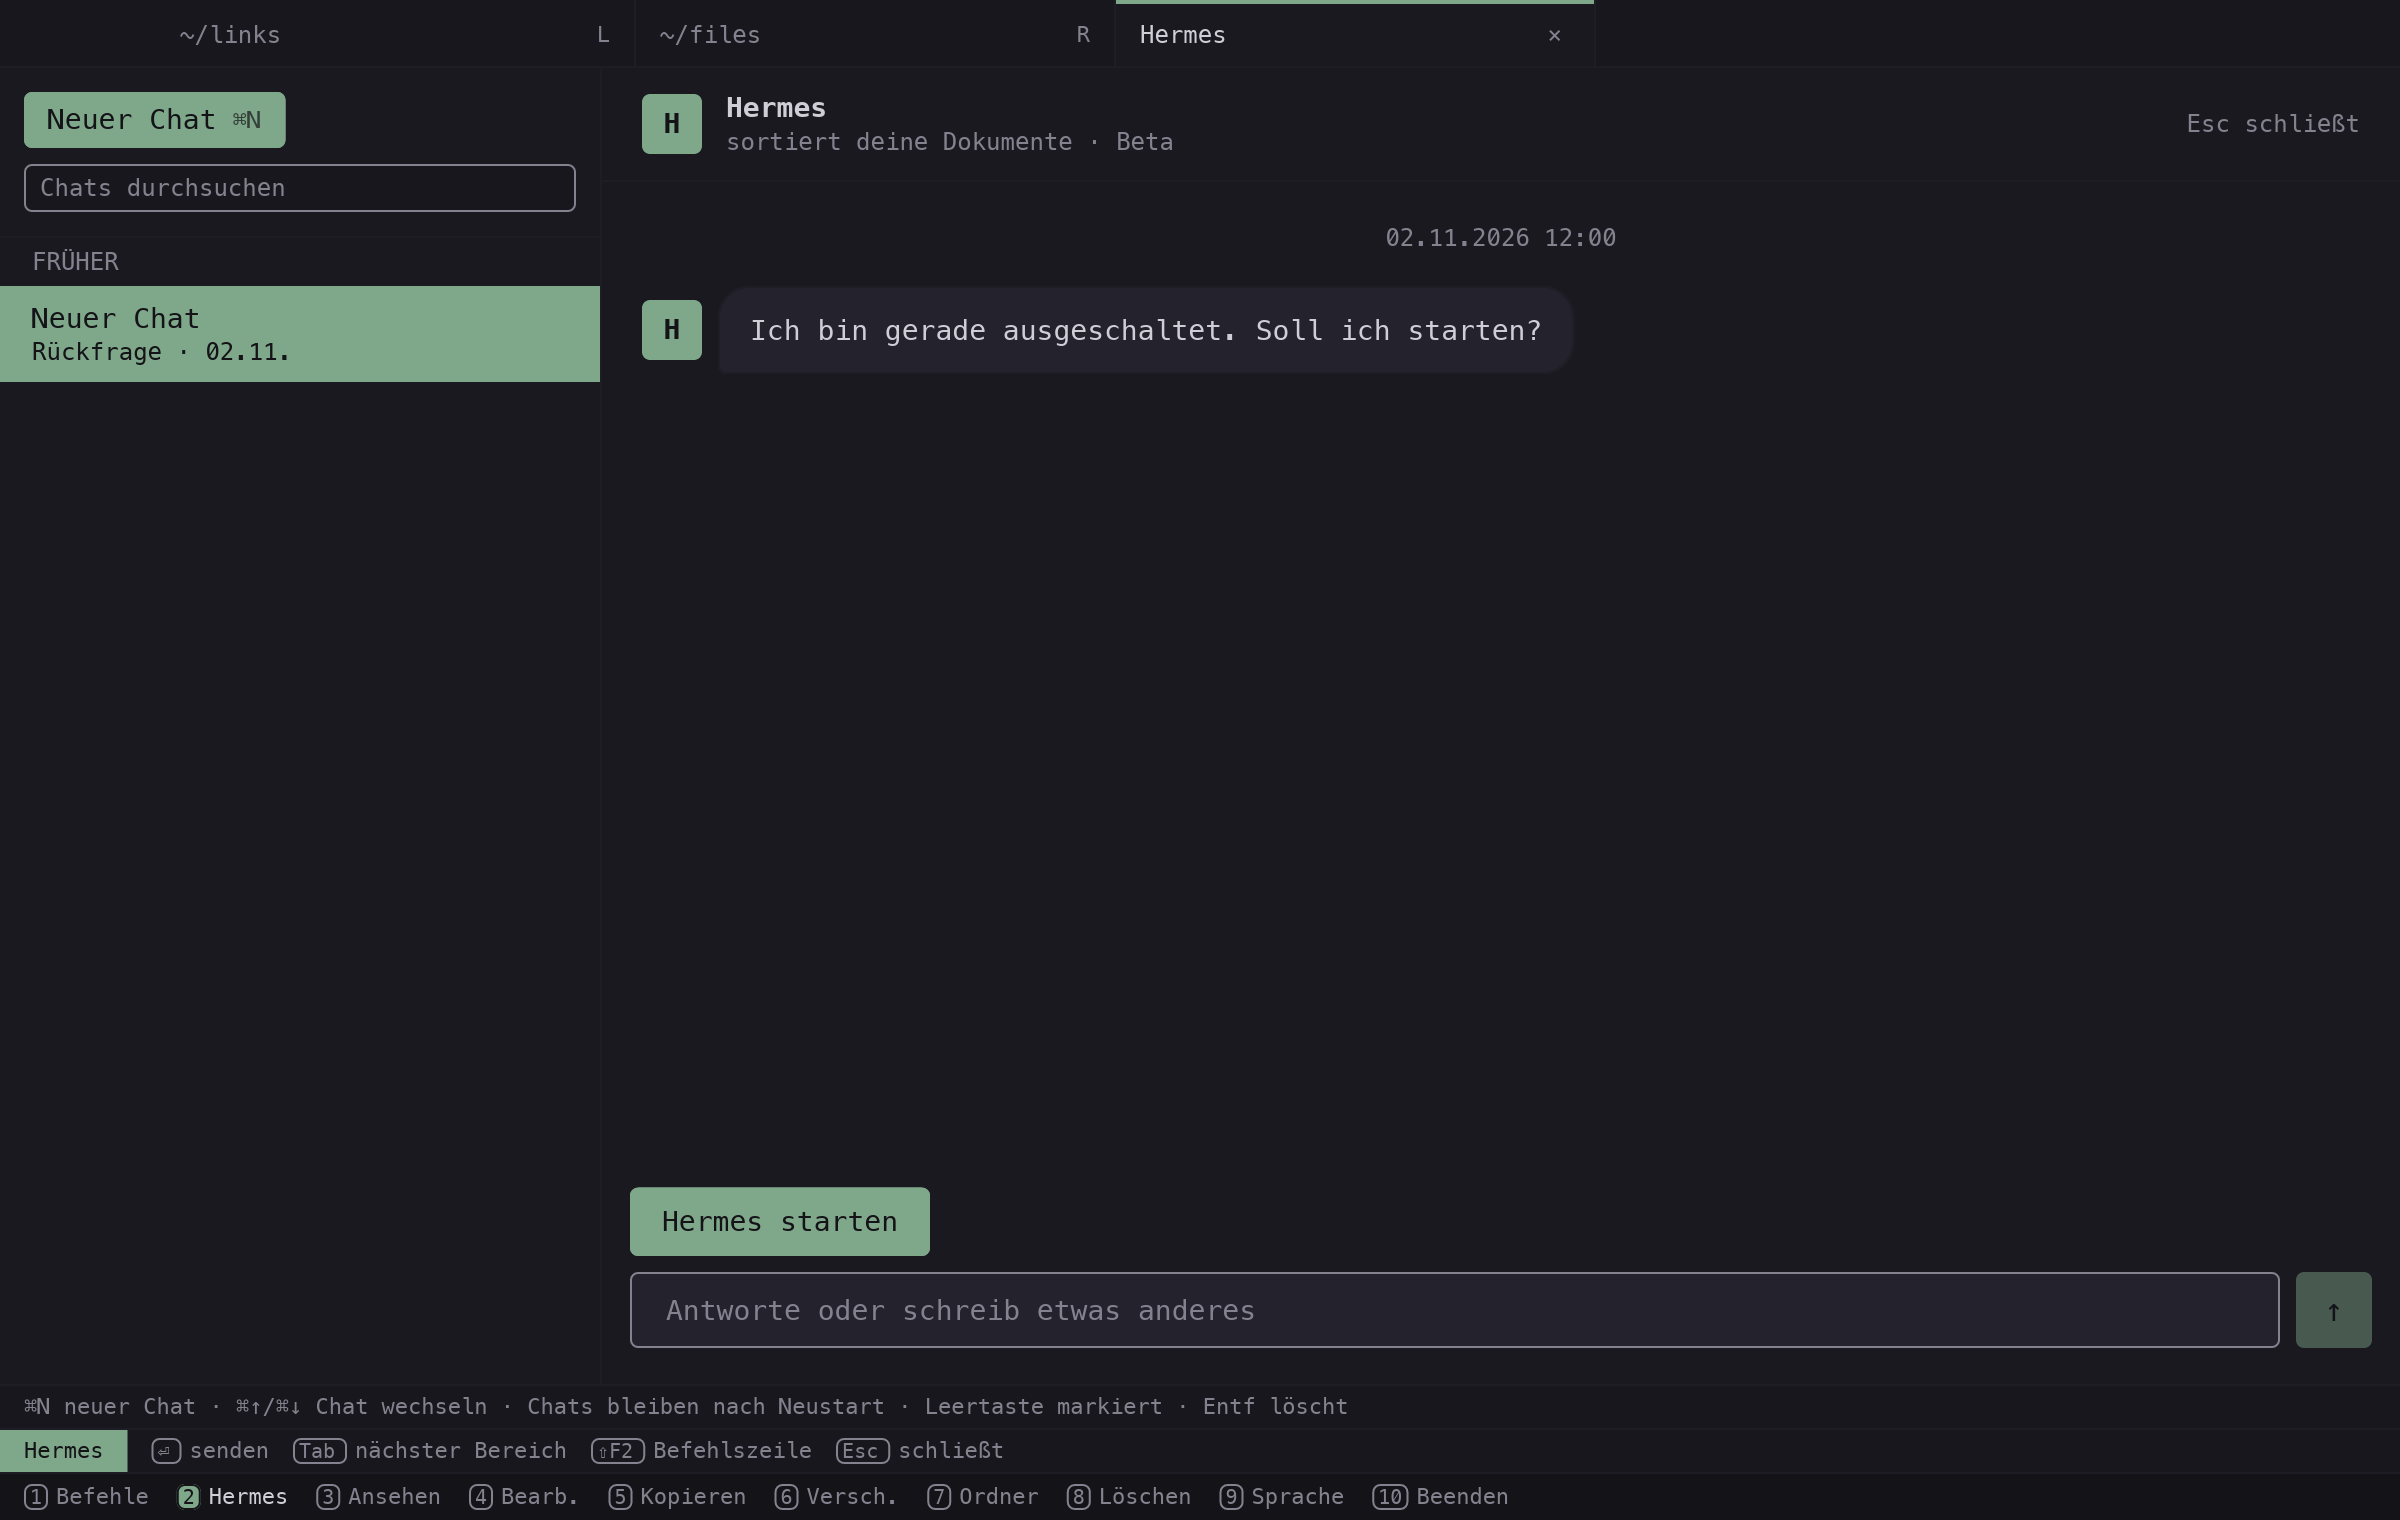 ~/links L ~/files R Hermes ×
Neuer Chat ⌘N
Chats durchsuchen
FRÜHER
Neuer Chat
Rückfrage · 02.11.
H Hermes
sortiert deine Dokumente · Beta
Esc schließt
02.11.2026 12:00
H Ich bin gerade ausgeschaltet. Soll ich starten?
Hermes starten
Antworte oder schreib etwas anderes ↑
⌘N neuer Chat · ⌘↑/⌘↓ Chat wechseln · Chats bleiben nach Neustart · Leertaste markiert · Entf löscht
Hermes ⏎ senden Tab nächster Bereich ⇧F2 Befehlszeile Esc schließt
1 Befehle 2 Hermes 3 Ansehen 4 Bearb. 5 Kopieren 6 Versch. 7 Ordner 8 Löschen 9 Sprache 10 Beenden